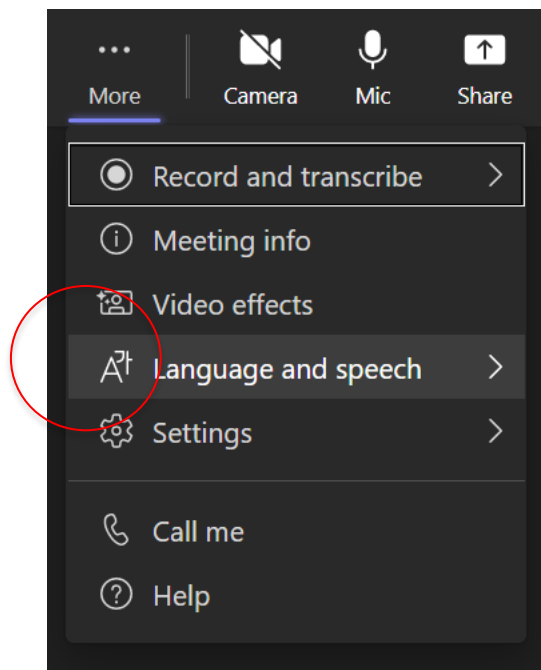 More
Camera
Mic
Share
Record and transcribe
Meeting info
Video effects
Language and speech
Settings
Call me
Help